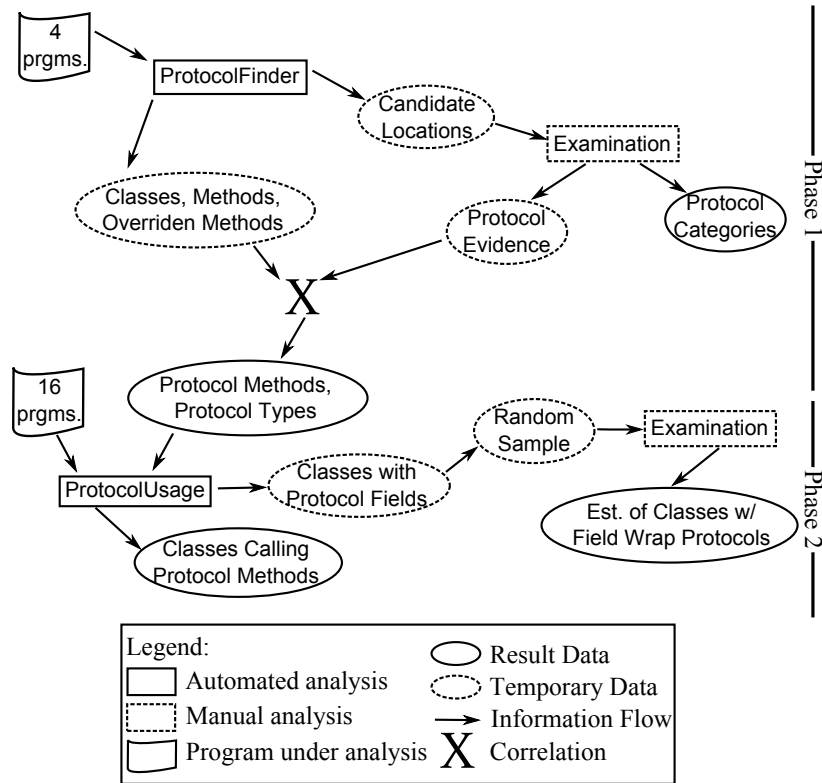 4
prgms.
ProtocolFinder
Candidate
Locations
Examination
Classes, Methods,
Overriden Methods
Protocol
Evidence
Protocol
Categories
Phase 1
X
16
prgms.
Protocol Methods,
Protocol Types
Random
Sample
Examination
ProtocolUsage
Classes with
Protocol Fields
Est. of Classes w/
Field Wrap Protocols
Classes Calling
Protocol Methods
Phase 2
Legend:
Automated analysis
Manual analysis
Program under analysis
Result Data
Temporary Data
Information Flow
X Correlation